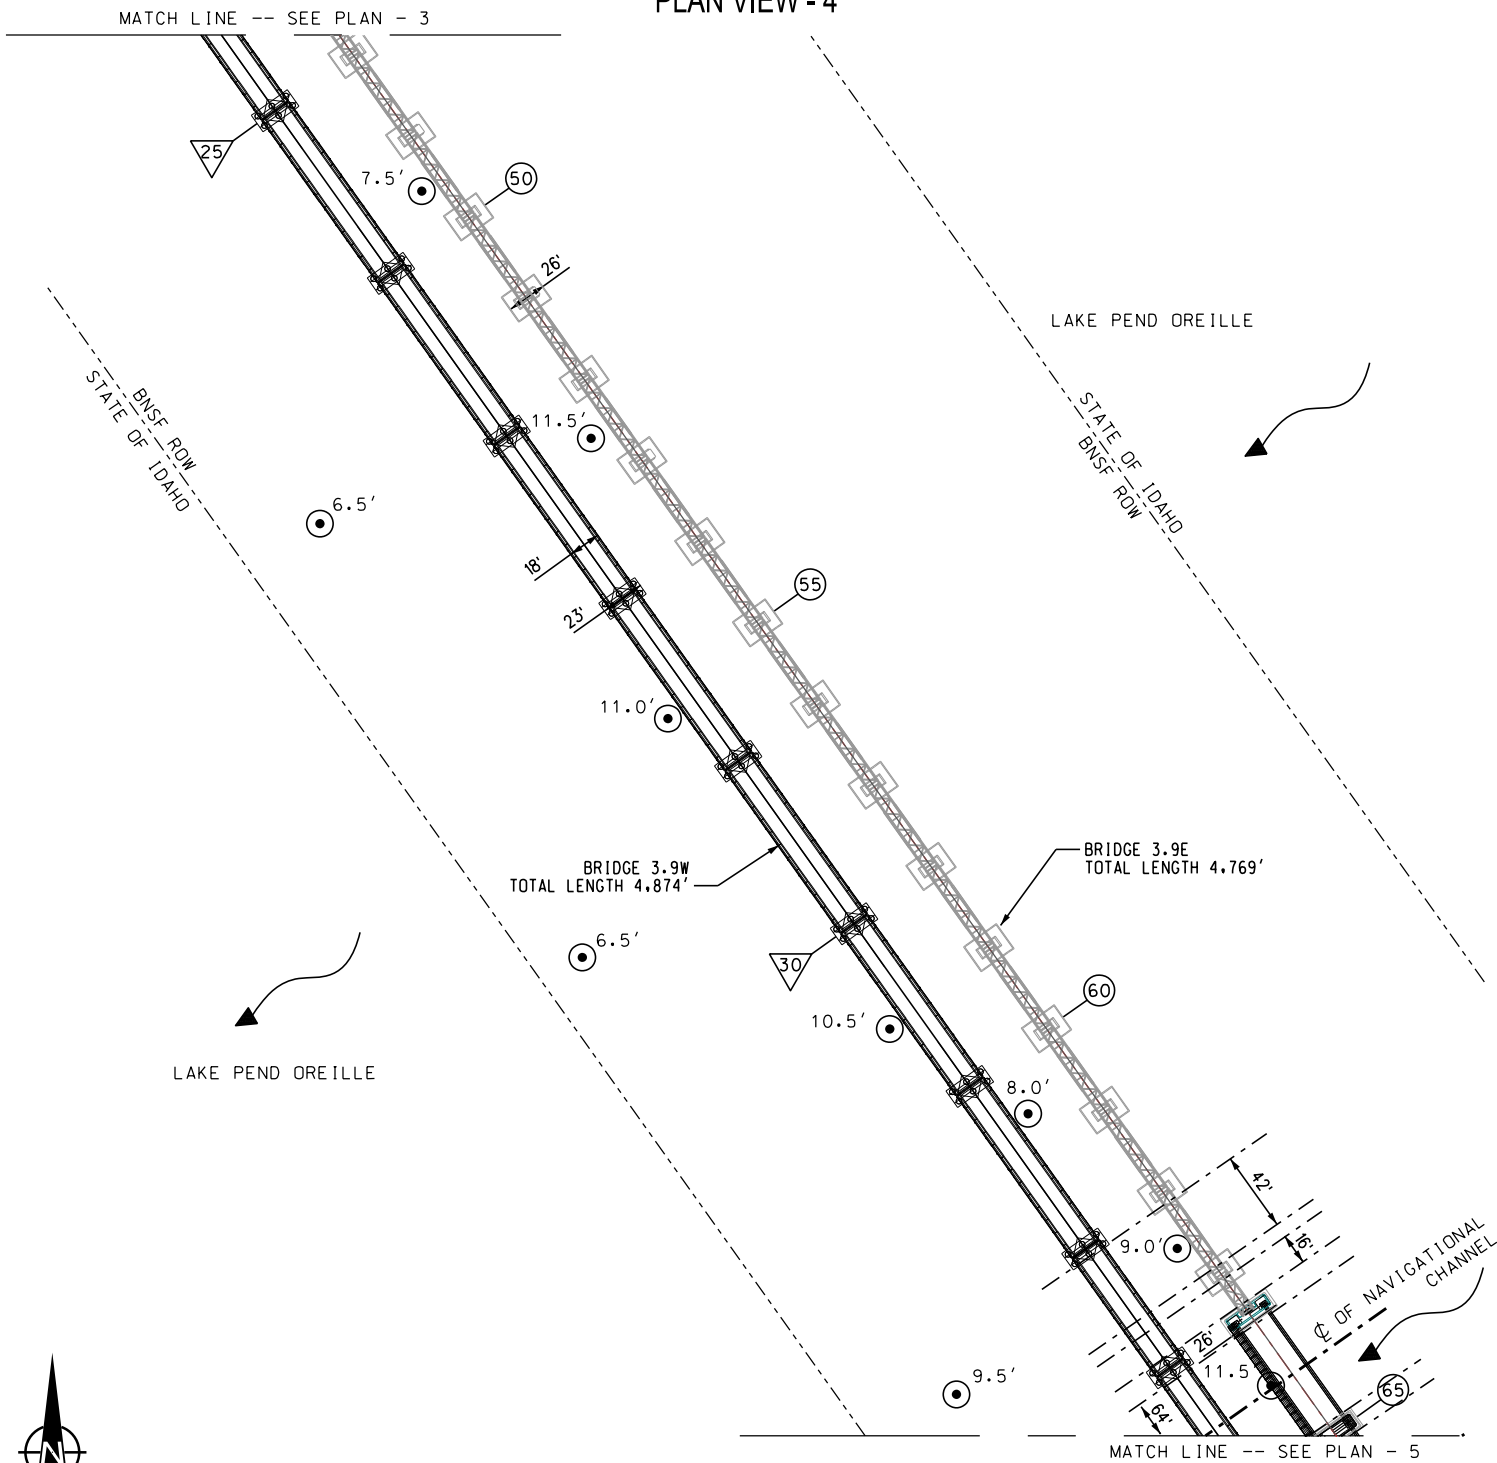 PLAN VIEW - 4
MATCH LINE -- SEE PLAN - 3
25
7.5'
50
26'
LAKE PEND OREILLE
BNSF ROW
STATE OF IDAHO
STATE OF IDAHO
BNSF ROW
11.5'
6.5'
18'
55
23'
11.0'
BRIDGE 3.9W
TOTAL LENGTH 4,874'
BRIDGE 3.9E
TOTAL LENGTH 4,769'
6.5'
30
60
10.5'
LAKE PEND OREILLE
8.0'
42'
9.0'
16'
℄ OF NAVIGATIONAL
CHANNEL
26'
11.5'
9.5'
64'
65
N
MATCH LINE -- SEE PLAN - 5